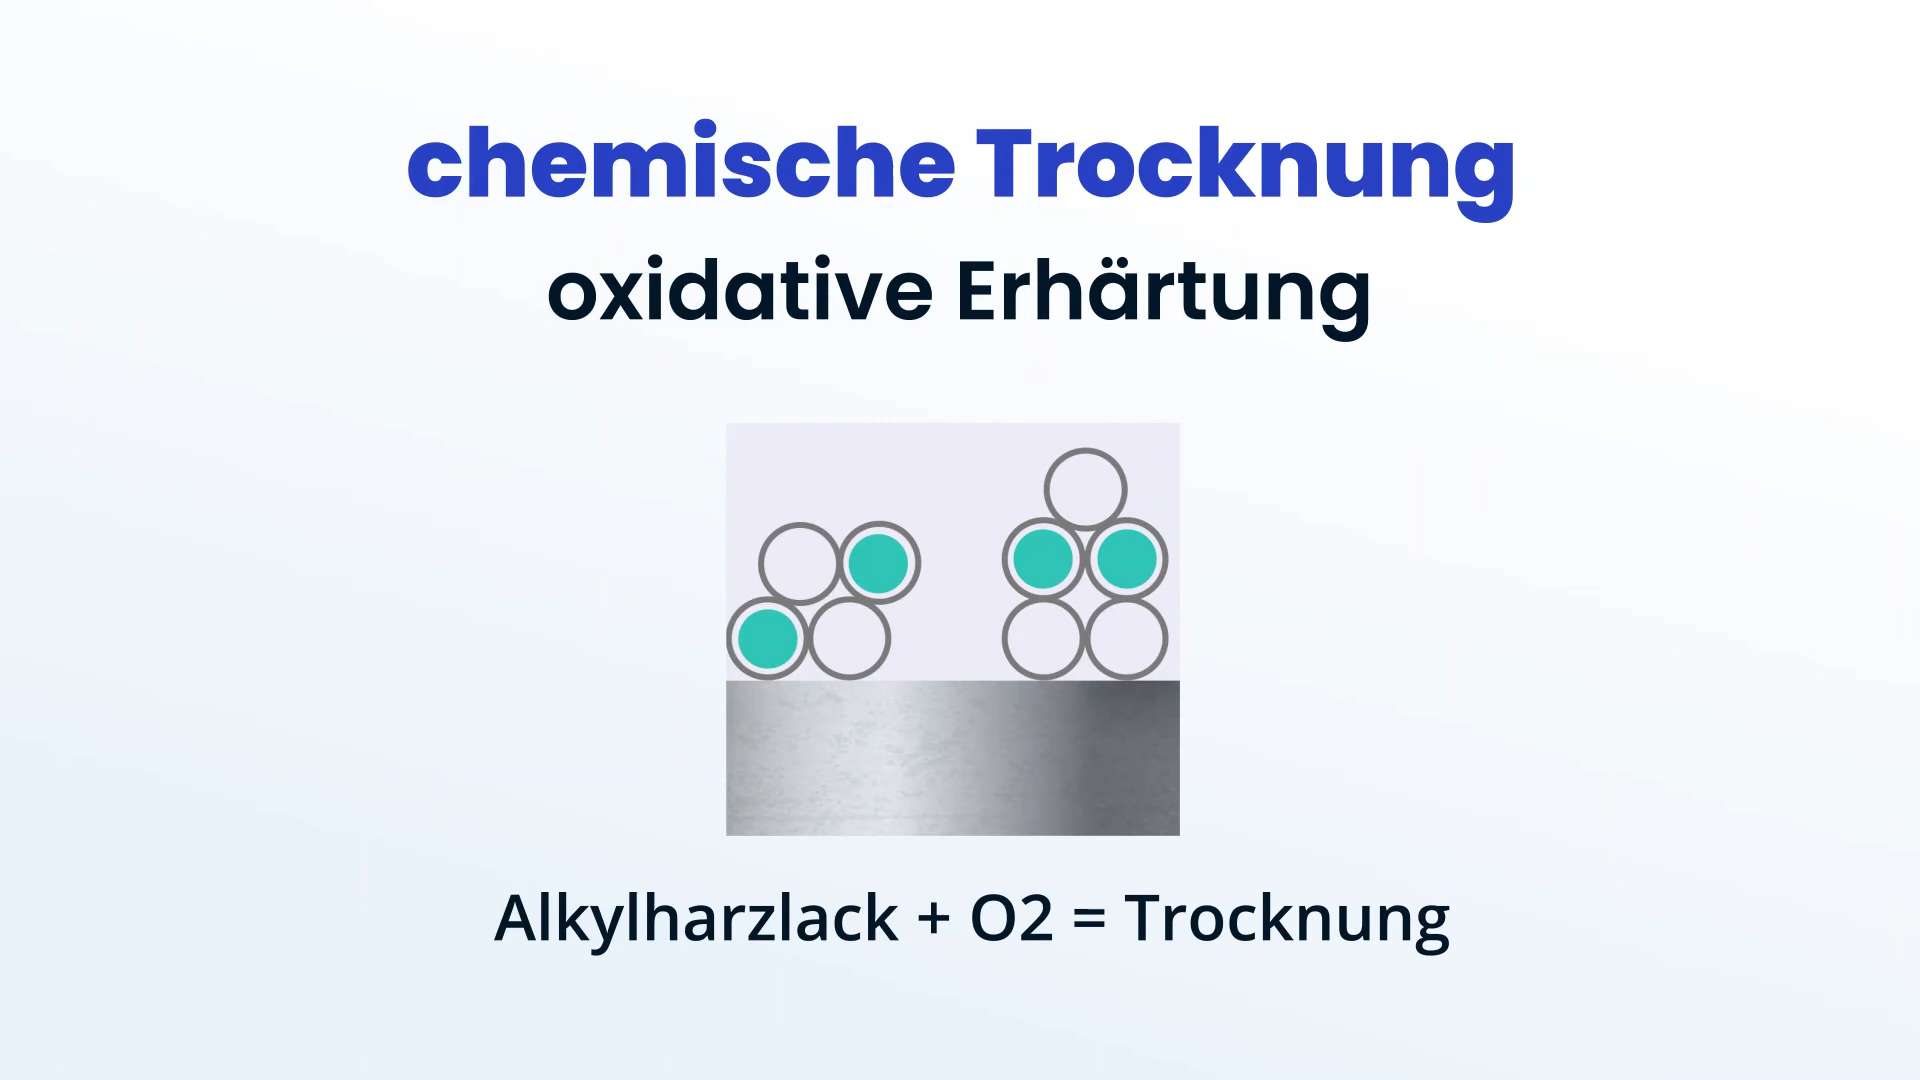 chemische Trocknung
oxidative Erhärtung
Alkylharzlack + O2 = Trocknung